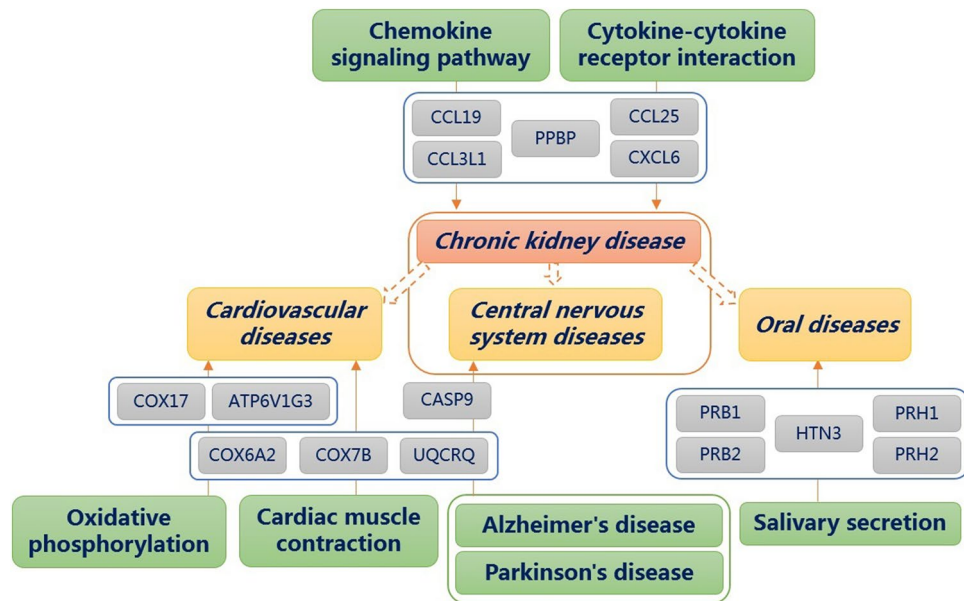 Chemokine
signaling pathway
Cytokine-cytokine
receptor interaction
CCL19
CCL3L1
PPBP
CCL25
CXCL6
Chronic kidney disease
Cardiovascular
diseases
Central nervous
system diseases
Oral diseases
COX17
ATP6V1G3
CASP9
COX6A2
COX7B
UQCRQ
PRB1
PRB2
HTN3
PRH1
PRH2
Oxidative
phosphorylation
Cardiac muscle
contraction
Alzheimer's disease
Parkinson's disease
Salivary secretion